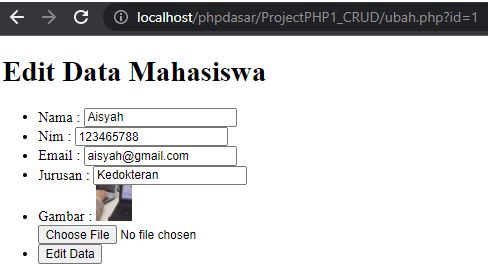 localhost/phpdasar/ProjectPHP1_CRUD/ubah.php?id=1
Edit Data Mahasiswa
Nama : Aisyah
Nim : 123465788
Email : aisyah@gmail.com
Jurusan : Kedokteran
Gambar :
Choose File No file chosen
Edit Data